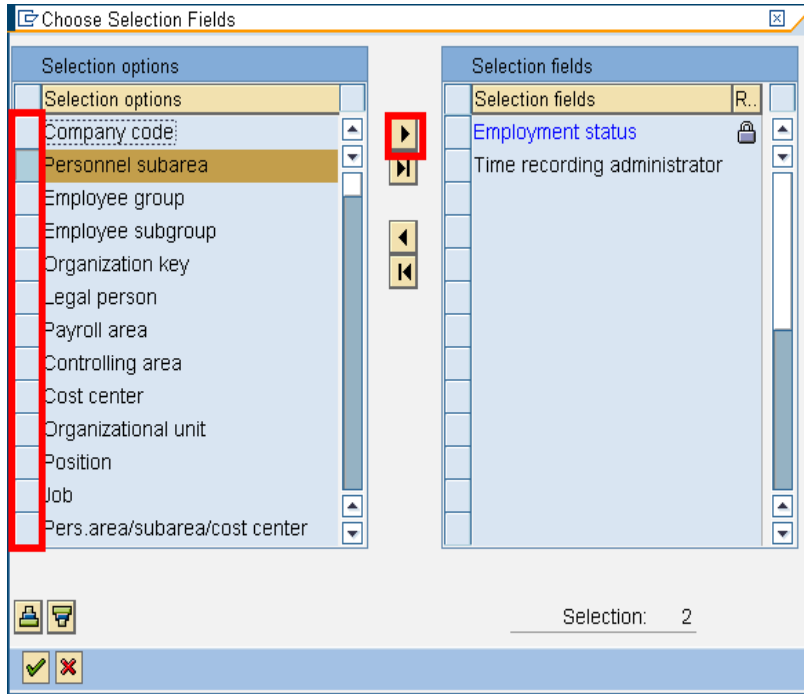 Choose Selection Fields
Selection options
Selection fields
Selection options
Selection fields R..
Company code
Employment status
Personnel subarea
Time recording administrator
Employee group
Employee subgroup
Organization key
Legal person
Payroll area
Controlling area
Cost center
Organizational unit
Position
Job
Pers.area/subarea/cost center
Selection: 2